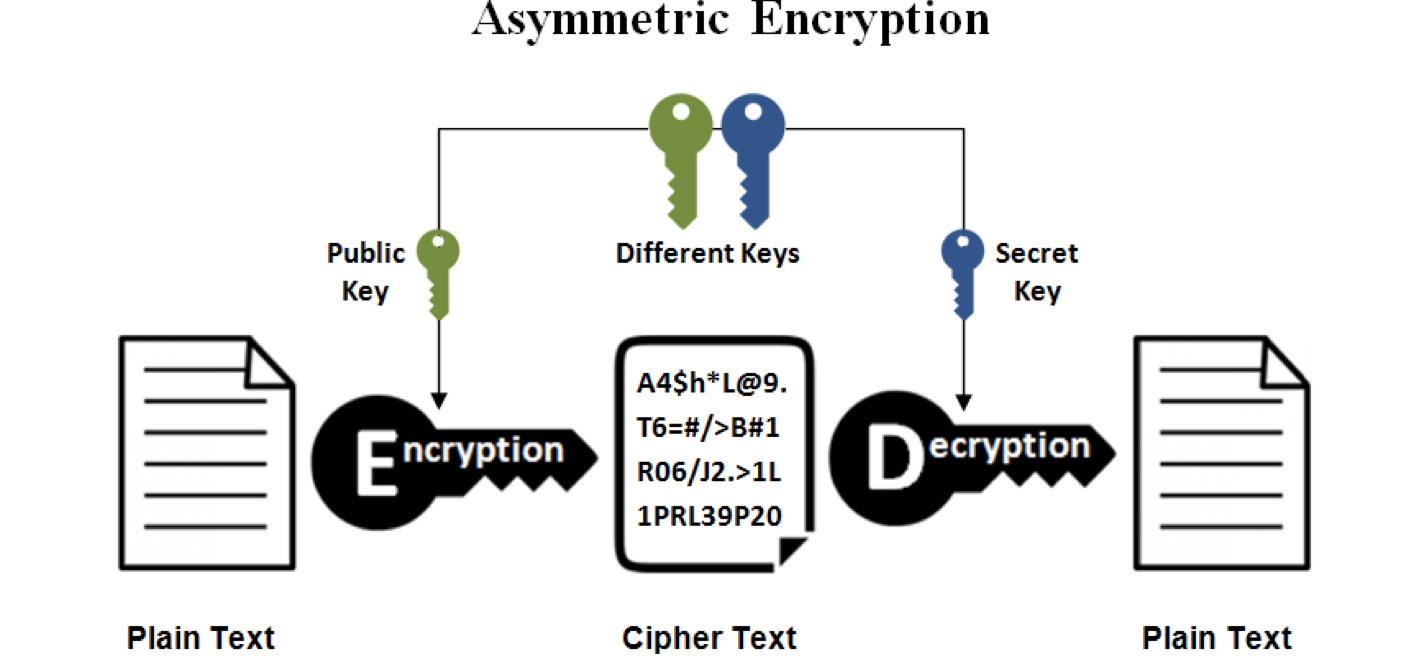 Asymmetric Encryption
Public
Key
Different Keys
Secret
Key
Encryption
A4$h*L@9.
T6=#/>B#1
R06/J2.>1L
1PRL39P20
Decryption
Plain Text
Cipher Text
Plain Text